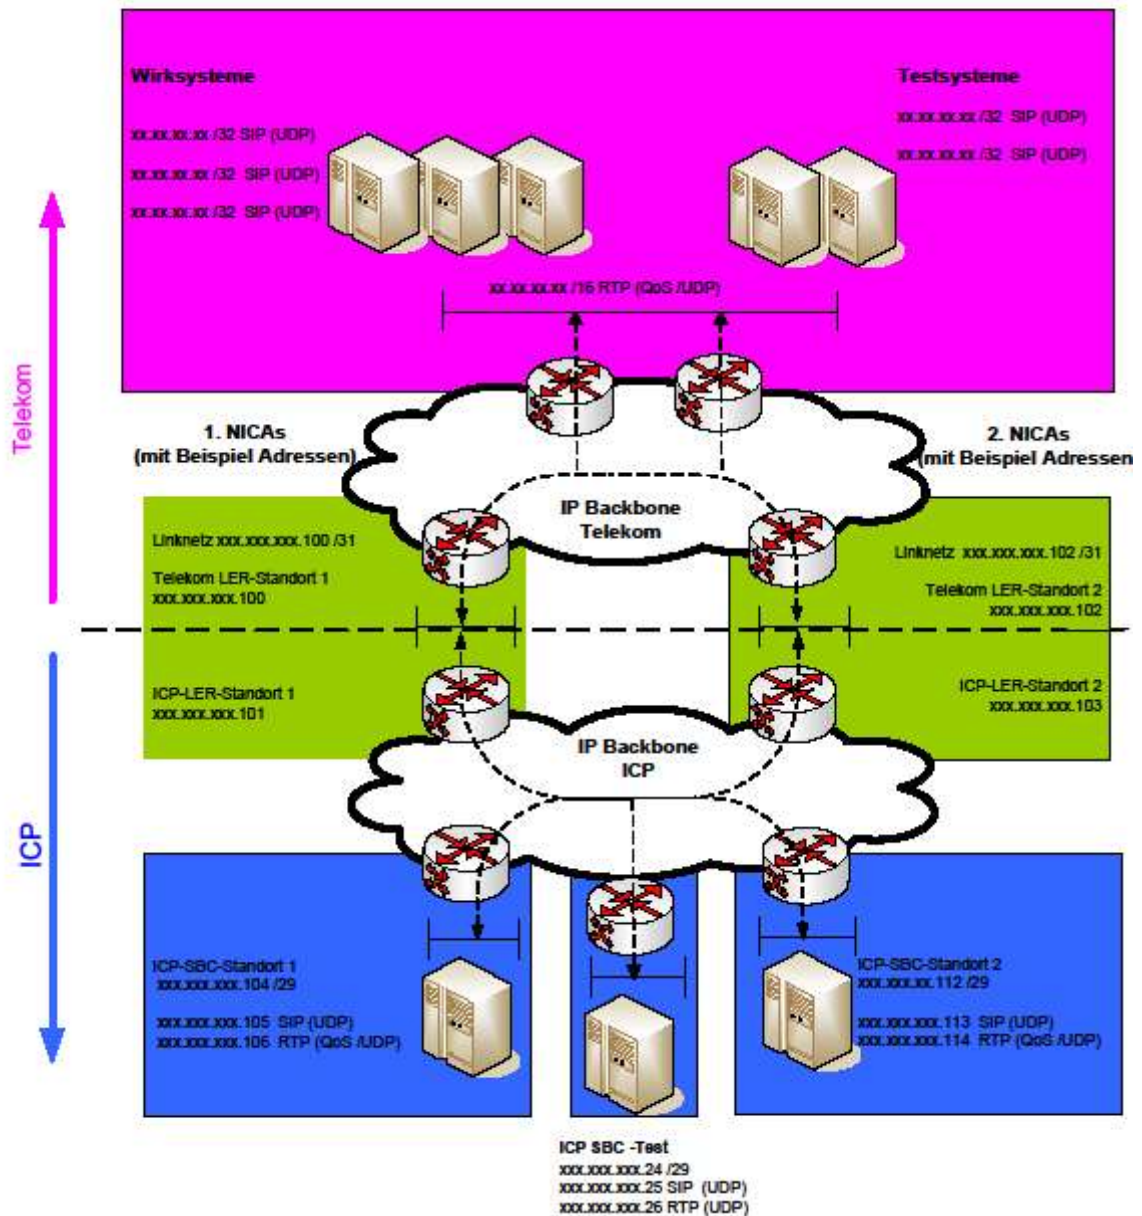 Wirksysteme
xx.xx.xx.xx /32 SIP (UDP)
xx.xx.xx.xx /32 SIP (UDP)
xx.xx.xx.xx /32 SIP (UDP)
Testsysteme
xx.xx.xx.xx /32 SIP (UDP)
xx.xx.xx.xx /32 SIP (UDP)
xx.xx.xx.xx /16 RTP (QoS /UDP)
Telekom
1. NICAs
(mit Beispiel Adressen)
2. NICAs
(mit Beispiel Adressen)
IP Backbone
Telekom
Linknetz xxx.xxx.xxx.100 /31
Telekom LER-Standort 1
xxx.xxx.xxx.100
Linknetz xxx.xxx.xxx.102 /31
Telekom LER-Standort 2
xxx.xxx.xxx.102
ICP-LER-Standort 1
xxx.xxx.xxx.101
ICP-LER-Standort 2
xxx.xxx.xxx.103
IP Backbone
ICP
ICP
ICP-SBC-Standort 1
xxx.xxx.xxx.104 /29
xxx.xxx.xxx.105 SIP (UDP)
xxx.xxx.xxx.106 RTP (QoS /UDP)
ICP-SBC-Standort 2
xxx.xxx.xx.112 /29
xxx.xxx.xxx.113 SIP (UDP)
xxx.xxx.xxx.114 RTP (QoS /UDP)
ICP SBC -Test
xxx.xxx.xxx.24 /29
xxx.xxx.xxx.25 SIP (UDP)
xxx.xxx.xxx.26 RTP (UDP)